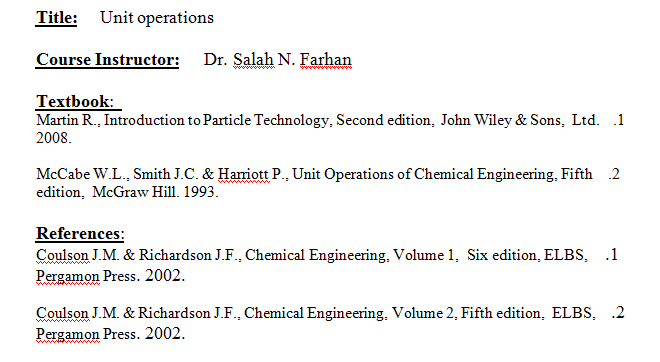 Title: Unit operations
Course Instructor: Dr. Salah N. Farhan
Textbook:
Martin R., Introduction to Particle Technology, Second edition, John Wiley & Sons, Ltd. .1
2008.
McCabe W.L., Smith J.C. & Harriott P., Unit Operations of Chemical Engineering, Fifth .2
edition, McGraw Hill. 1993.
References:
Coulson J.M. & Richardson J.F., Chemical Engineering, Volume 1, Six edition, ELBS, .1
Pergamon Press. 2002.
Coulson J.M. & Richardson J.F., Chemical Engineering, Volume 2, Fifth edition, ELBS, .2
Pergamon Press. 2002.